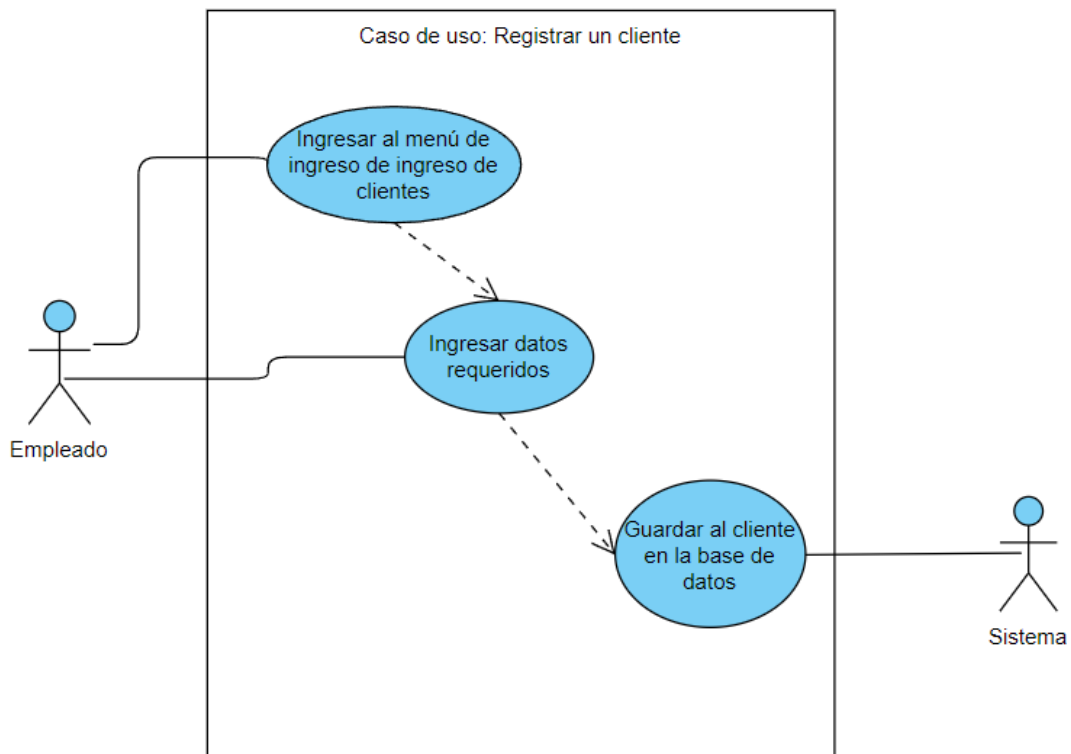 Caso de uso: Registrar un cliente
Ingresar al menú de
ingreso de ingreso de
clientes
Ingresar datos
requeridos
Empleado
Guardar al cliente
en la base de
datos
Sistema